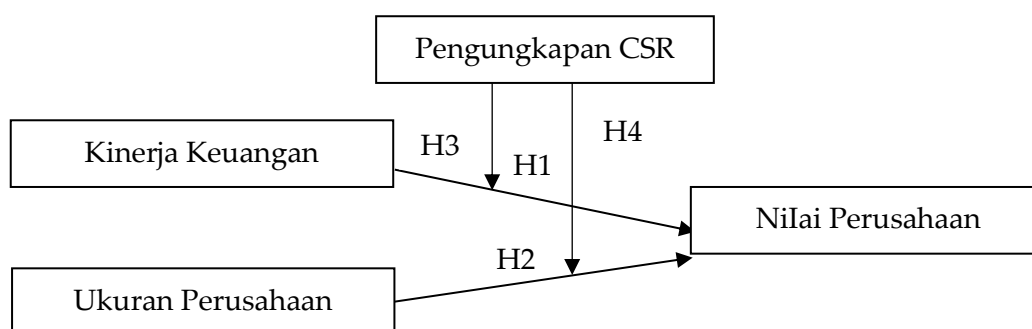 Pengungkapan CSR
H3
H1
H4
Kinerja Keuangan
NiIai Perusahaan
H2
Ukuran Perusahaan